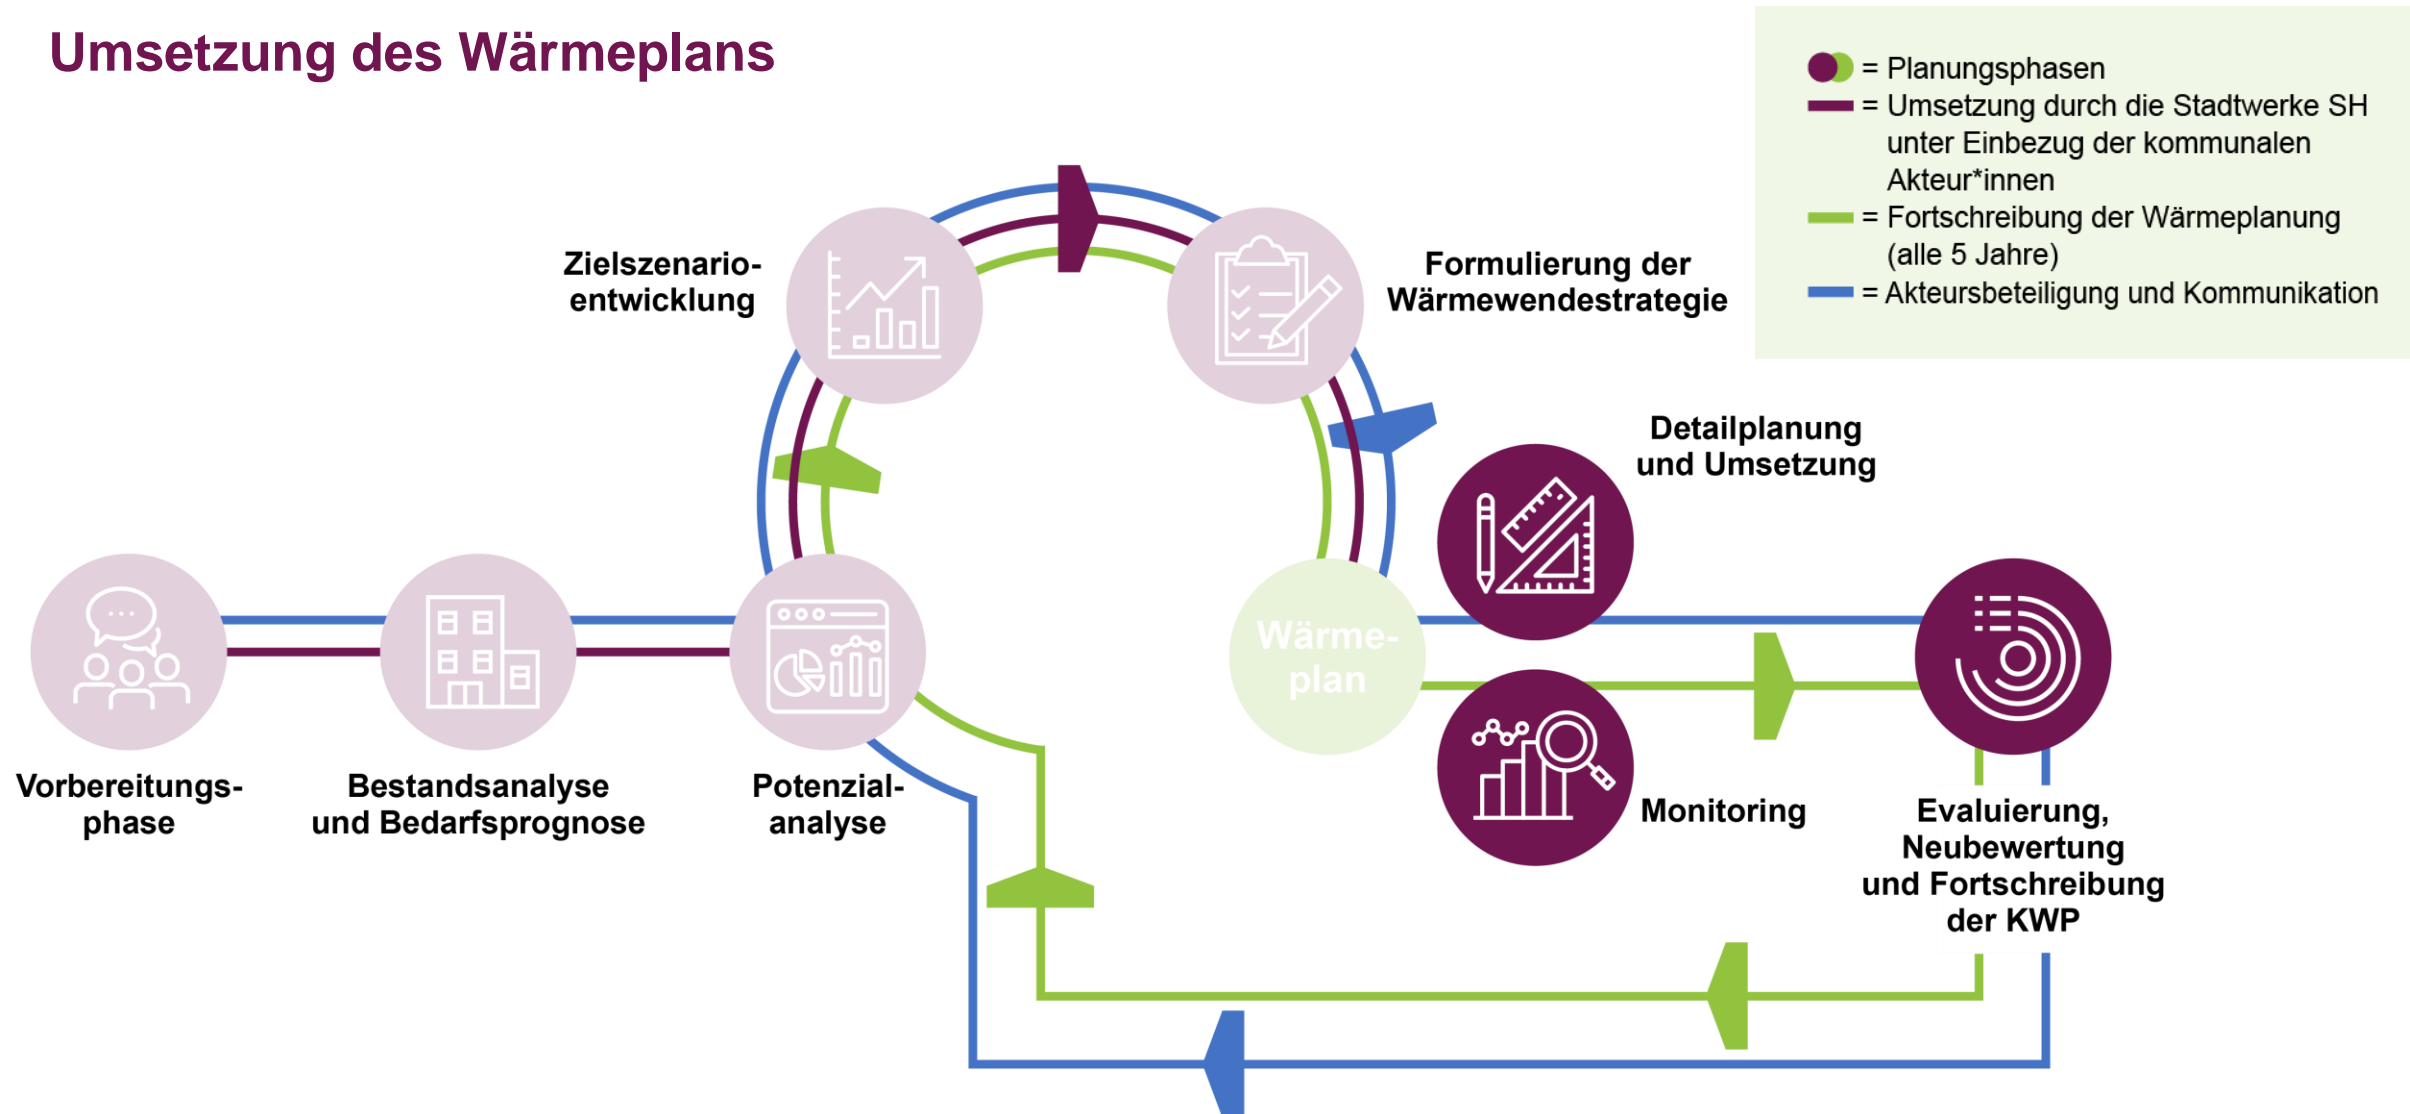 Umsetzung des Wärmeplans
= Planungsphasen
= Umsetzung durch die Stadtwerke SH
unter Einbezug der kommunalen
Akteur*innen
= Fortschreibung der Wärmeplanung
(alle 5 Jahre)
= Akteursbeteiligung und Kommunikation
Zielszenario-
entwicklung
Formulierung der
Wärmewendestrategie
Detailplanung
und Umsetzung
Wärme-
plan
Vorbereitungs-
phase
Bestandsanalyse
und Bedarfsprognose
Potenzial-
analyse
Monitoring
Evaluierung,
Neubewertung
und Fortschreibung
der KWP